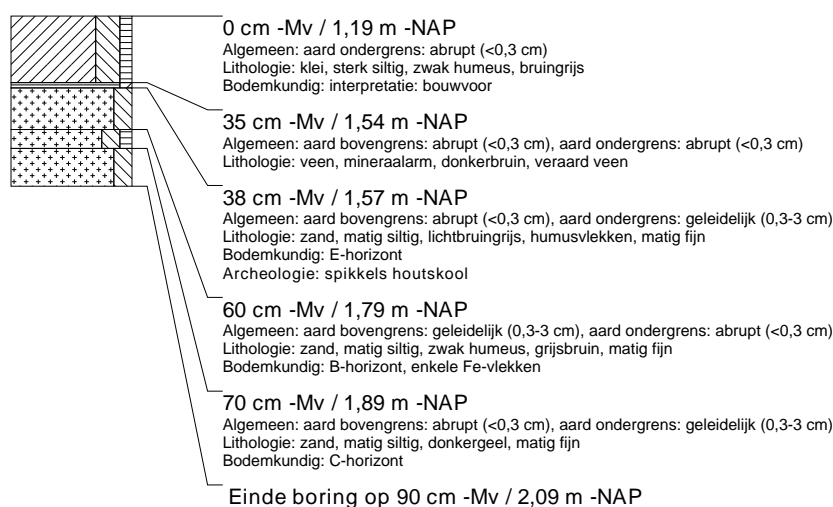 0 cm -Mv / 1,19 m -NAP
Algemeen: aard ondergrens: abrupt (<0,3 cm)
Lithologie: klei, sterk siltig, zwak humeus, bruingrijs
Bodemkundig: interpretatie: bouwvoor
35 cm -Mv / 1,54 m -NAP
Algemeen: aard bovengrens: abrupt (<0,3 cm), aard ondergrens: abrupt (<0,3 cm)
Lithologie: veen, mineraalarm, donkerbruin, veraard veen
38 cm -Mv / 1,57 m -NAP
Algemeen: aard bovengrens: abrupt (<0,3 cm), aard ondergrens: geleidelijk (0,3-3 cm)
Lithologie: zand, matig siltig, lichtbruingrijs, humusvlekken, matig fijn
Bodemkundig: E-horizont
Archeologie: spikkels houtskool
60 cm -Mv / 1,79 m -NAP
Algemeen: aard bovengrens: geleidelijk (0,3-3 cm), aard ondergrens: abrupt (<0,3 cm)
Lithologie: zand, matig siltig, zwak humeus, grijsbruin, matig fijn
Bodemkundig: B-horizont, enkele Fe-vlekken
70 cm -Mv / 1,89 m -NAP
Algemeen: aard bovengrens: abrupt (<0,3 cm), aard ondergrens: geleidelijk (0,3-3 cm)
Lithologie: zand, matig siltig, donkergeel, matig fijn
Bodemkundig: C-horizont
Einde boring op 90 cm -Mv / 2,09 m -NAP